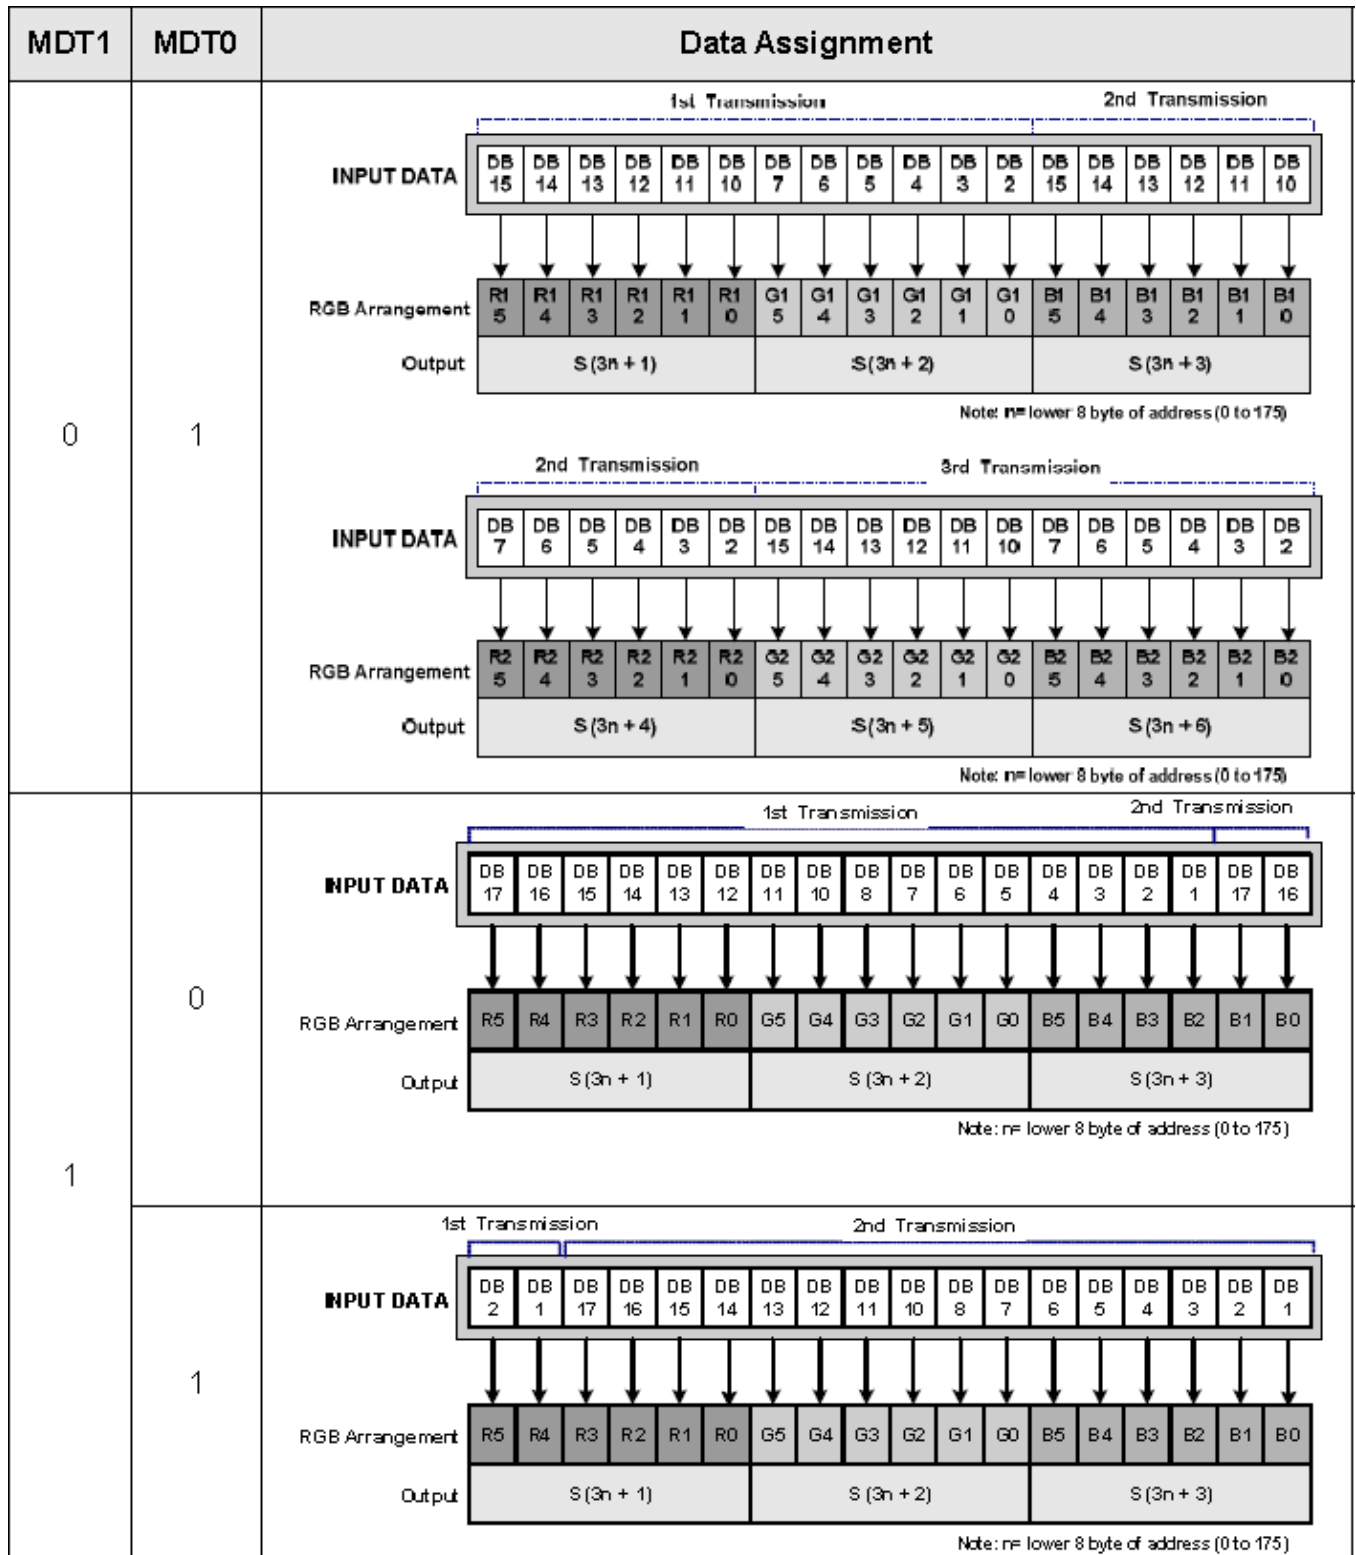 MDT1 MDT0 Data Assignment
1st Transmission 2nd Transmission
INPUT DATA DB 15 DB 14 DB 13 DB 12 DB 11 DB 10 DB 7 DB 6 DB 5 DB 4 DB 3 DB 2 DB 15 DB 14 DB 13 DB 12 DB 11 DB 10
RGB Arrangement R1 5 R1 4 R1 3 R1 2 R1 1 R1 0 G1 5 G1 4 G1 3 G1 2 G1 1 G1 0 B1 5 B1 4 B1 3 B1 2 B1 1 B1 0
Output S (3n + 1) S (3n + 2) S (3n + 3)
Note: n= lower 8 byte of address (0 to 175)
0 1
2nd Transmission 3rd Transmission
INPUT DATA DB 7 DB 6 DB 5 DB 4 DB 3 DB 2 DB 15 DB 14 DB 13 DB 12 DB 11 DB 10 DB 7 DB 6 DB 5 DB 4 DB 3 DB 2
RGB Arrangement R2 5 R2 4 R2 3 R2 2 R2 1 R2 0 G2 5 G2 4 G2 3 G2 2 G2 1 G2 0 B2 5 B2 4 B2 3 B2 2 B2 1 B2 0
Output S (3n + 4) S (3n + 5) S (3n + 6)
Note: n= lower 8 byte of address (0 to 175)
1st Transmission 2nd Transmission
INPUT DATA DB 17 DB 16 DB 15 DB 14 DB 13 DB 12 DB 11 DB 10 DB 8 DB 7 DB 6 DB 5 DB 4 DB 3 DB 2 DB 1 DB 17 DB 16
0
RGB Arrangement R5 R4 R3 R2 R1 R0 G5 G4 G3 G2 G1 G0 B5 B4 B3 B2 B1 B0
Output S (3n + 1) S (3n + 2) S (3n + 3)
Note: n= lower 8 byte of address (0 to 175)
1
1st Transmission 2nd Transmission
INPUT DATA DB 2 DB 1 DB 17 DB 16 DB 15 DB 14 DB 13 DB 12 DB 11 DB 10 DB 8 DB 7 DB 6 DB 5 DB 4 DB 3 DB 2 DB 1
1
RGB Arrangement R5 R4 R3 R2 R1 R0 G5 G4 G3 G2 G1 G0 B5 B4 B3 B2 B1 B0
Output S (3n + 1) S (3n + 2) S (3n + 3)
Note: n= lower 8 byte of address (0 to 175)